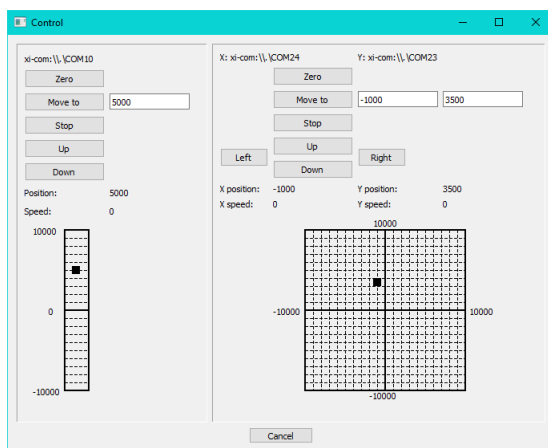 Control
xi-com:\\.\COM10
Zero
Move to 5000
Stop
Up
Down
Position: 5000
Speed: 0
10000
0
-10000
X: xi-com:\\.\COM24 Y: xi-com:\\.\COM23
Zero
Move to -1000 3500
Stop
Up
Left Right
Down
X position: -1000 Y position: 3500
X speed: 0 Y speed: 0
10000
-10000 10000
-10000
Cancel